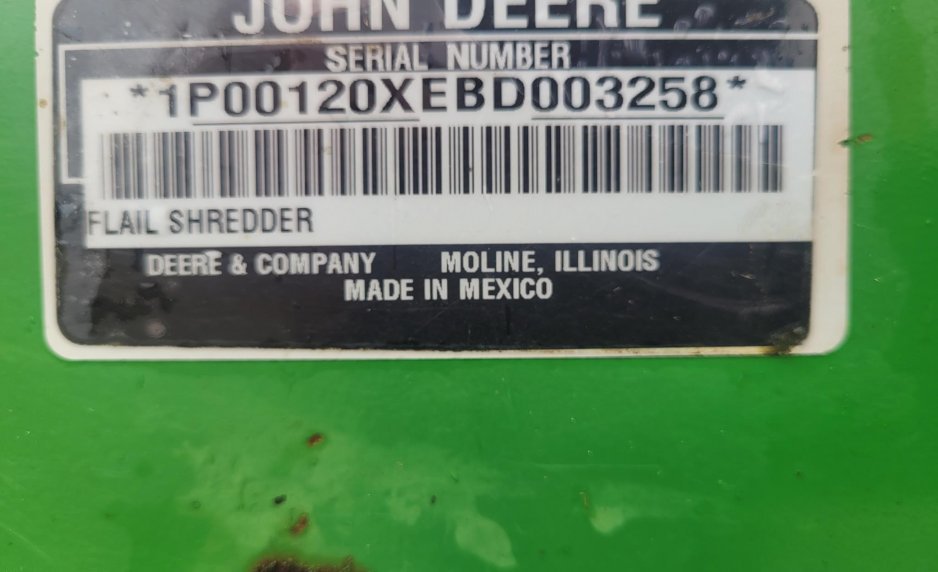 JOHN DEERE
SERIAL NUMBER
*1P00120XEBD003258*
FLAIL SHREDDER
DEERE & COMPANY MOLINE, ILLINOIS
MADE IN MEXICO